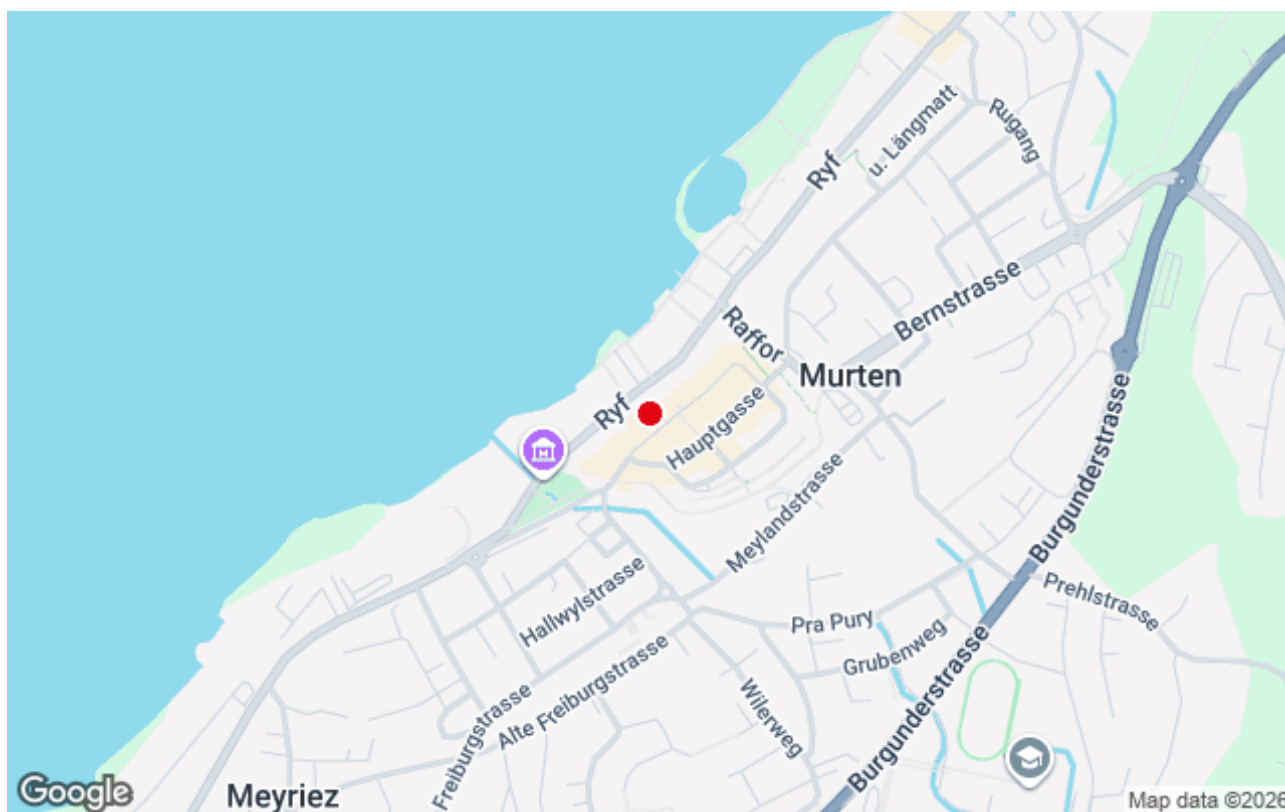 Ryf
u. Längmatt
Rugang
Bernstrasse
Raffor
Murten
Ryf
Hauptgasse
Meylandstrasse
Burgunderstrasse
Prehlstrasse
Hallwylstrasse
Pra Pury
Grubenweg
Alte Freiburgstrasse
Freiburgstrasse
Wilerweg
Burgunderstrasse
Meyriez
Google
Map data ©2026